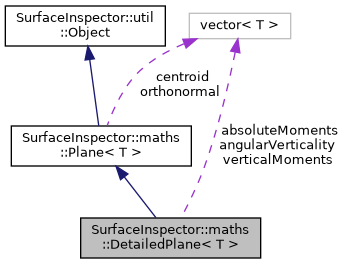 SurfaceInspector::util
::Object
vector< T >
centroid
orthonormal
SurfaceInspector::maths
::Plane< T >
absoluteMoments
angularVerticality
verticalMoments
SurfaceInspector::maths
::DetailedPlane< T >